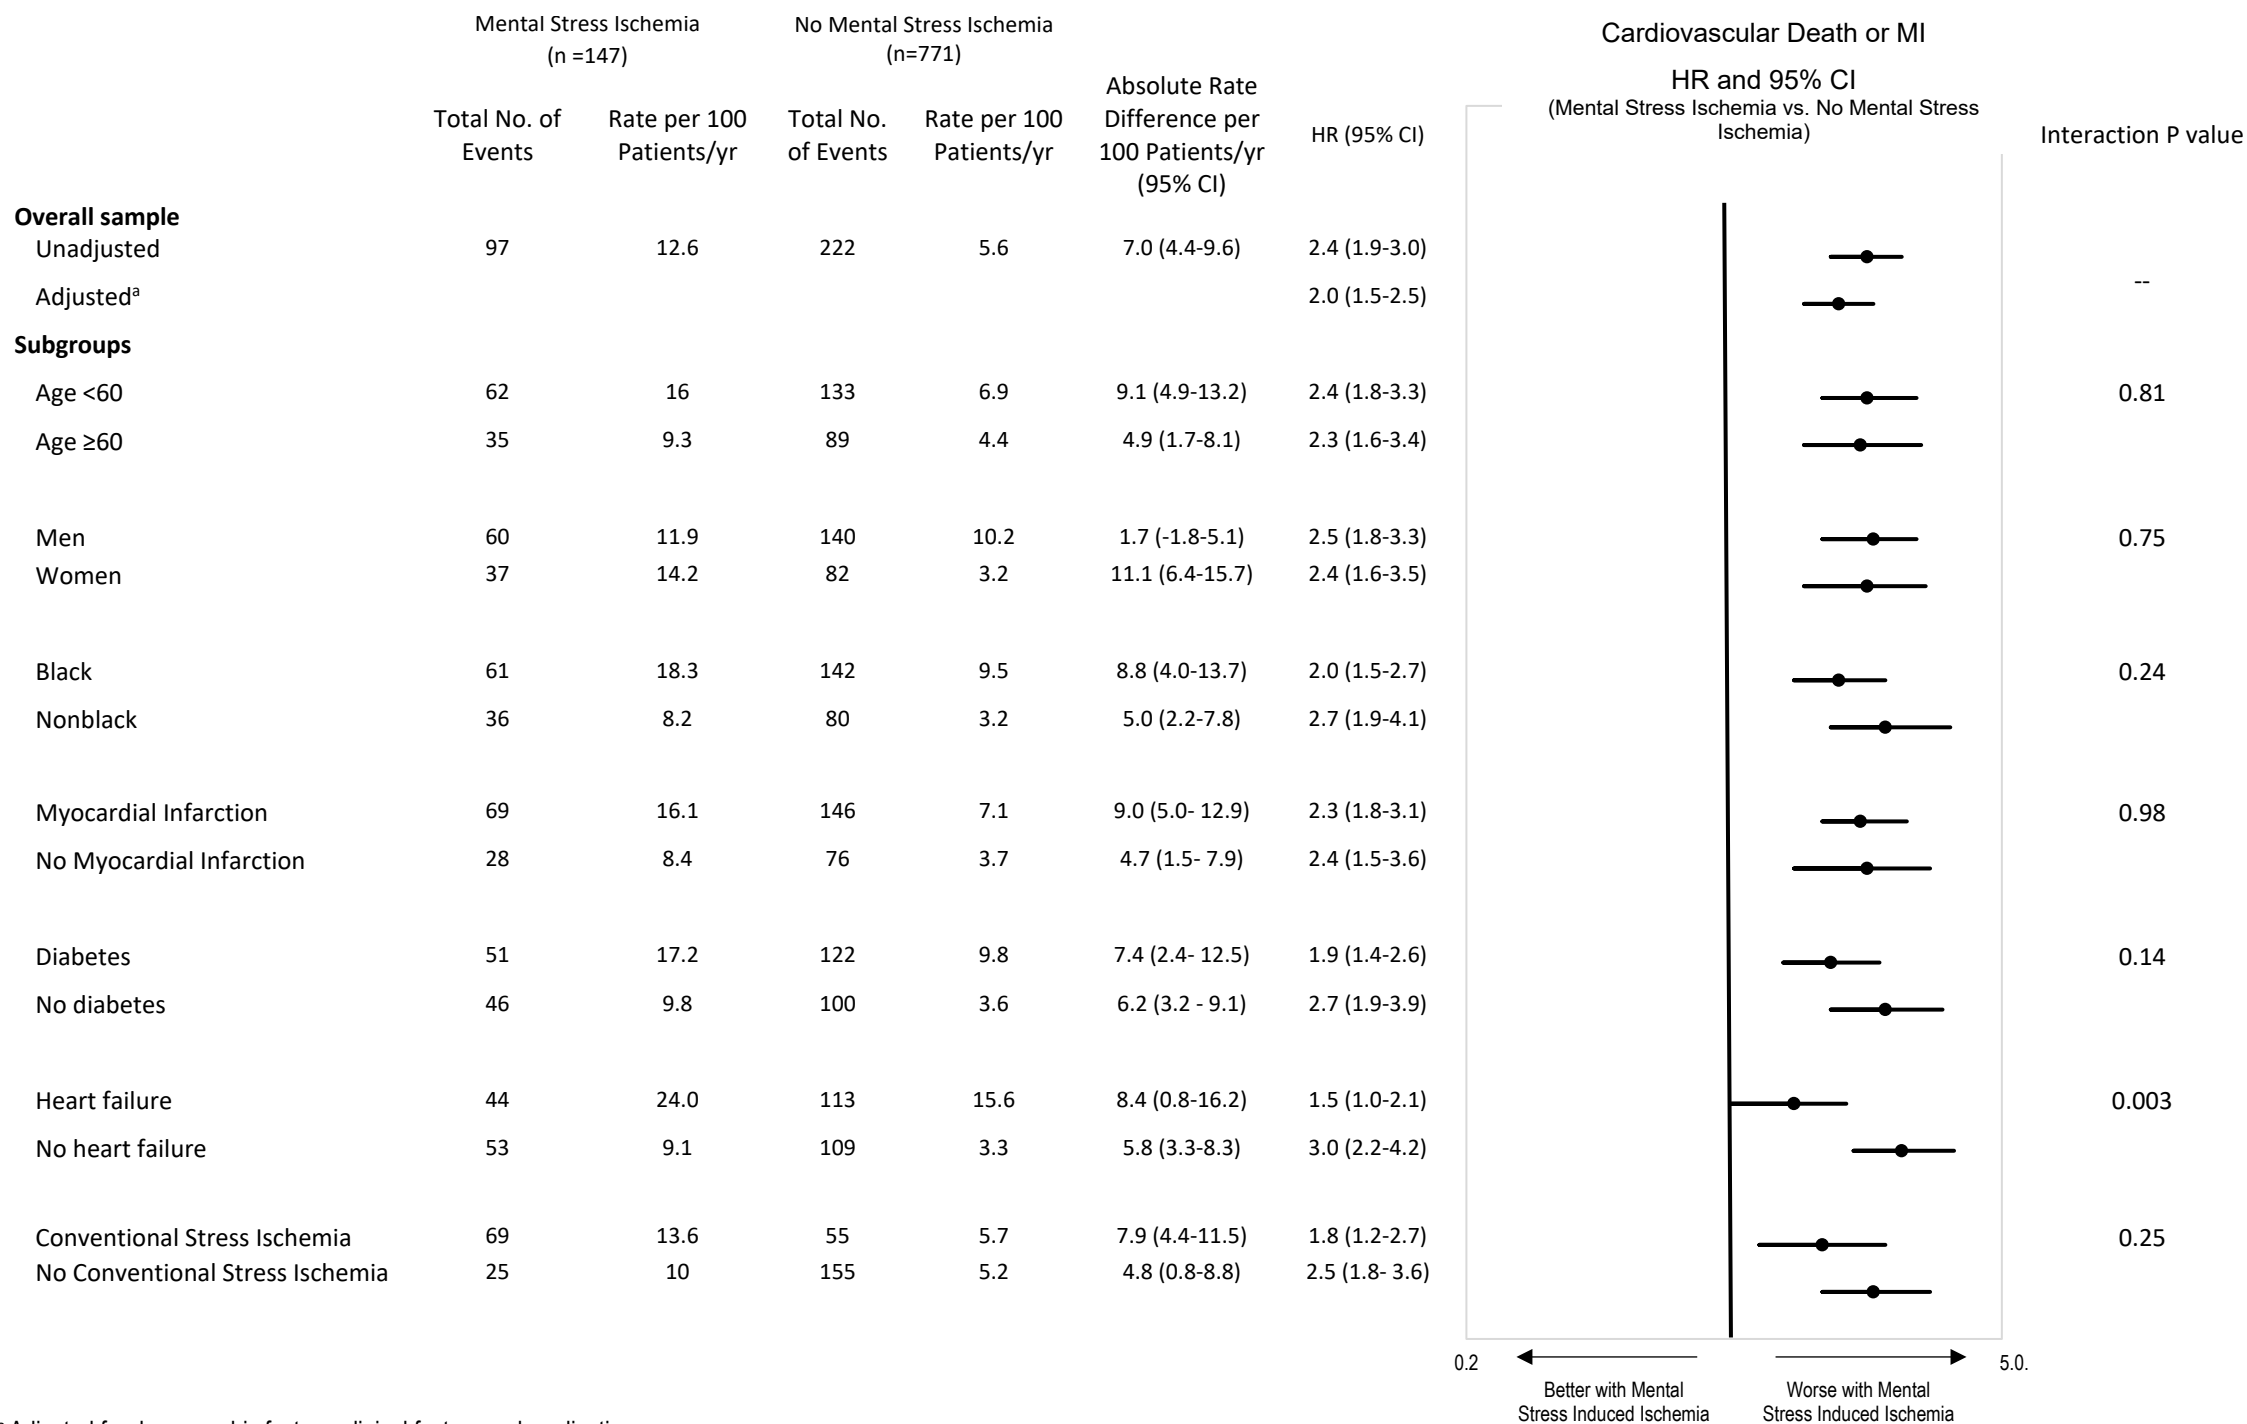 Mental Stress Ischemia
(n =147)
No Mental Stress Ischemia
(n=771)
Cardiovascular Death or MI
HR and 95% CI
(Mental Stress Ischemia vs. No Mental Stress
Ischemia)
Total No. of
Events
Rate per 100
Patients/yr
Total No.
of Events
Rate per 100
Patients/yr
Absolute Rate
Difference per
100 Patients/yr
(95% CI)
HR (95% CI)
Interaction P value
Overall sample
Unadjusted 97 12.6 222 5.6 7.0 (4.4-9.6) 2.4 (1.9-3.0)
Adjustedᵃ 2.0 (1.5-2.5) --
Subgroups
Age <60 62 16 133 6.9 9.1 (4.9-13.2) 2.4 (1.8-3.3) 0.81
Age ≥60 35 9.3 89 4.4 4.9 (1.7-8.1) 2.3 (1.6-3.4)
Men 60 11.9 140 10.2 1.7 (-1.8-5.1) 2.5 (1.8-3.3) 0.75
Women 37 14.2 82 3.2 11.1 (6.4-15.7) 2.4 (1.6-3.5)
Black 61 18.3 142 9.5 8.8 (4.0-13.7) 2.0 (1.5-2.7) 0.24
Nonblack 36 8.2 80 3.2 5.0 (2.2-7.8) 2.7 (1.9-4.1)
Myocardial Infarction 69 16.1 146 7.1 9.0 (5.0- 12.9) 2.3 (1.8-3.1) 0.98
No Myocardial Infarction 28 8.4 76 3.7 4.7 (1.5- 7.9) 2.4 (1.5-3.6)
Diabetes 51 17.2 122 9.8 7.4 (2.4- 12.5) 1.9 (1.4-2.6) 0.14
No diabetes 46 9.8 100 3.6 6.2 (3.2 - 9.1) 2.7 (1.9-3.9)
Heart failure 44 24.0 113 15.6 8.4 (0.8-16.2) 1.5 (1.0-2.1) 0.003
No heart failure 53 9.1 109 3.3 5.8 (3.3-8.3) 3.0 (2.2-4.2)
Conventional Stress Ischemia 69 13.6 55 5.7 7.9 (4.4-11.5) 1.8 (1.2-2.7) 0.25
No Conventional Stress Ischemia 25 10 155 5.2 4.8 (0.8-8.8) 2.5 (1.8- 3.6)
0.2 5.0.
Better with Mental
Stress Induced Ischemia
Worse with Mental
Stress Induced Ischemia